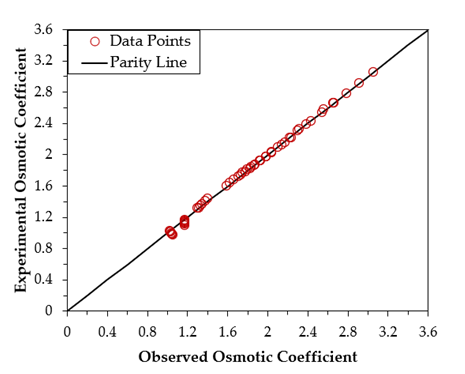 3.6
3.2
2.8
2.4
2
1.6
1.2
0.8
0.4
0
Experimental Osmotic Coefficient
Data Points
Parity Line
0 0.4 0.8 1.2 1.6 2 2.4 2.8 3.2 3.6
Observed Osmotic Coefficient